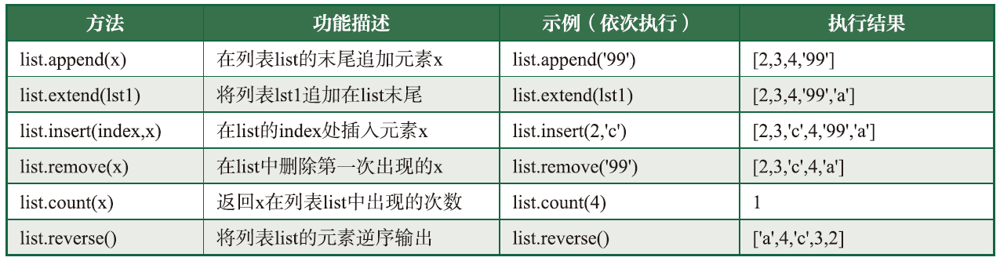 方法 功能描述 示例（依次执行） 执行结果
list.append(x) 在列表list的末尾追加元素x list.append('99') [2,3,4,'99']
list.extend(lst1) 将列表lst1追加在list末尾 list.extend(lst1) [2,3,4,'99','a']
list.insert(index,x) 在list的index处插入元素x list.insert(2,'c') [2,3,'c',4,'99','a']
list.remove(x) 在list中删除第一次出现的x list.remove('99') [2,3,'c',4,'a']
list.count(x) 返回x在列表list中出现的次数 list.count(4) 1
list.reverse() 将列表list的元素逆序输出 list.reverse() ['a',4,'c',3,2]